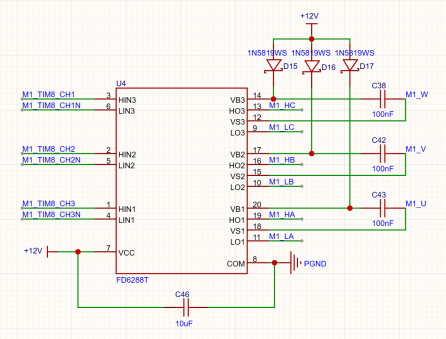 +12V
1N5819WS 1N5819WS 1N5819WS
D15 D16 D17
U4
C38
M1_TIM8_CH1 3 HIN3 VB3 14 M1_W
M1_TIM8_CH1N 6 LIN3 HO3 13 M1_HC 100nF
VS3 12
LO3 9 M1_LC
C42
M1_TIM8_CH2 2 HIN2 VB2 17 M1_V
M1_TIM8_CH2N 5 LIN2 HO2 16 M1_HB 100nF
VS2 15
LO2 10 M1_LB
C43
M1_TIM8_CH3 1 HIN1 VB1 20 M1_U
M1_TIM8_CH3N 4 LIN1 HO1 19 M1_HA 100nF
VS1 18
LO1 11 M1_LA
+12V 7 VCC
COM 8 PGND
FD6288T
C46
10uF